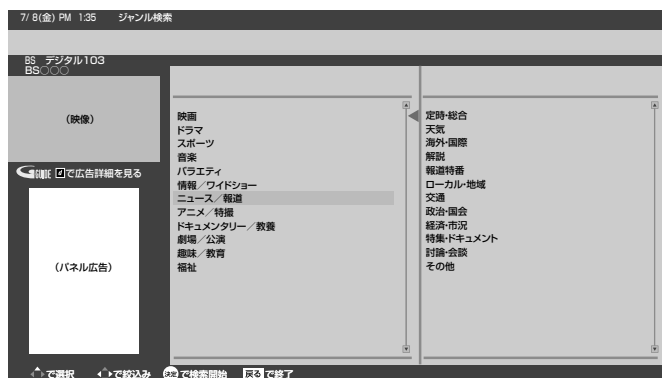 7/ 8(金) PM 1:35 ジャンル検索
BS デジタル103
BS○○○
(映像)
GGUIDE dで広告詳細を見る
(パネル広告)
映画
ドラマ
スポーツ
音楽
バラエティ
情報／ワイドショー
ニュース／報道
アニメ／特撮
ドキュメンタリー／教養
劇場／公演
趣味／教育
福祉
定時・総合
天気
海外・国際
解説
報道特番
ローカル・地域
交通
政治・国会
経済・市況
特集・ドキュメント
討論・会談
その他
で選択 で絞込み 決定 で検索開始 戻る で終了